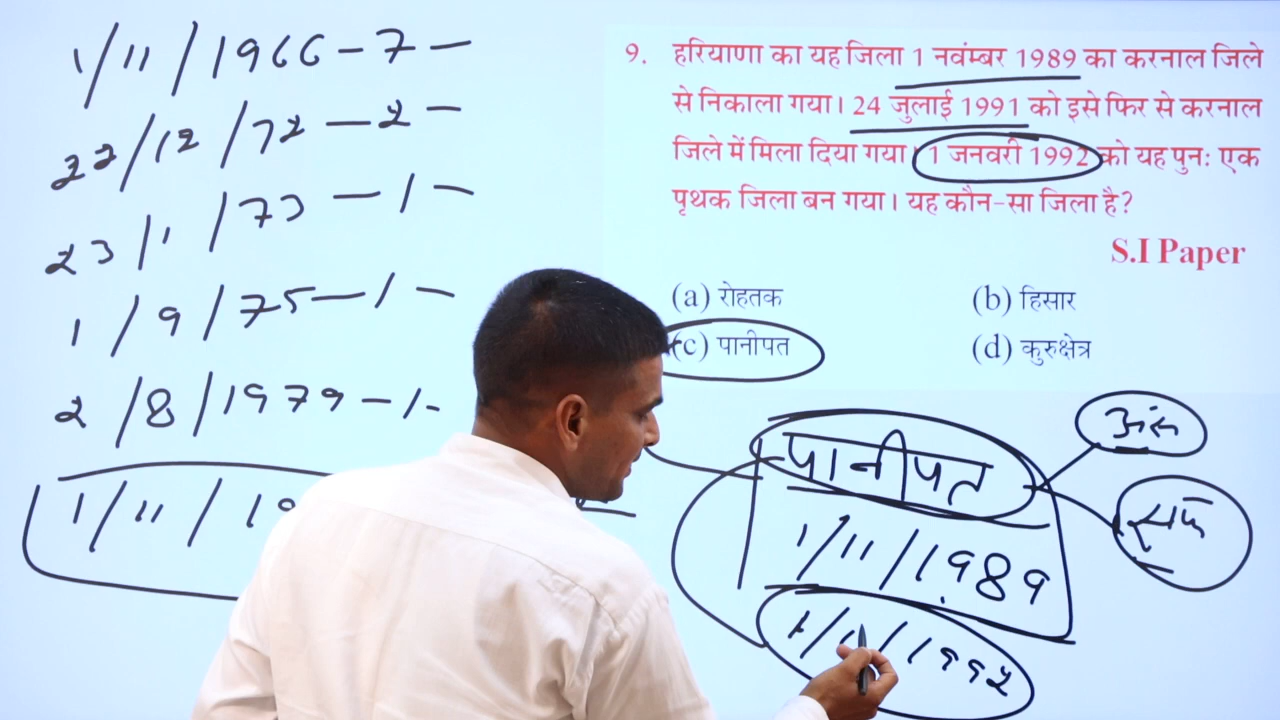 1/11/1966-7-
22/12/72-2-
23/1/73-1-
1/9/75-1-
2/8/1979-1-
1/11/19
9. हरियाणा का यह जिला 1 नवंम्बर 1989 का करनाल जिले
से निकाला गया। 24 जुलाई 1991 को इसे फिर से करनाल
जिले में मिला दिया गया। 1 जनवरी 1992 को यह पुनः एक
पृथक जिला बन गया। यह कौन-सा जिला है?
S.I Paper
(a) रोहतक (b) हिसार
(c) पानीपत (d) कुरुक्षेत्र
पानीपत
1/11/1989
1/1/1992